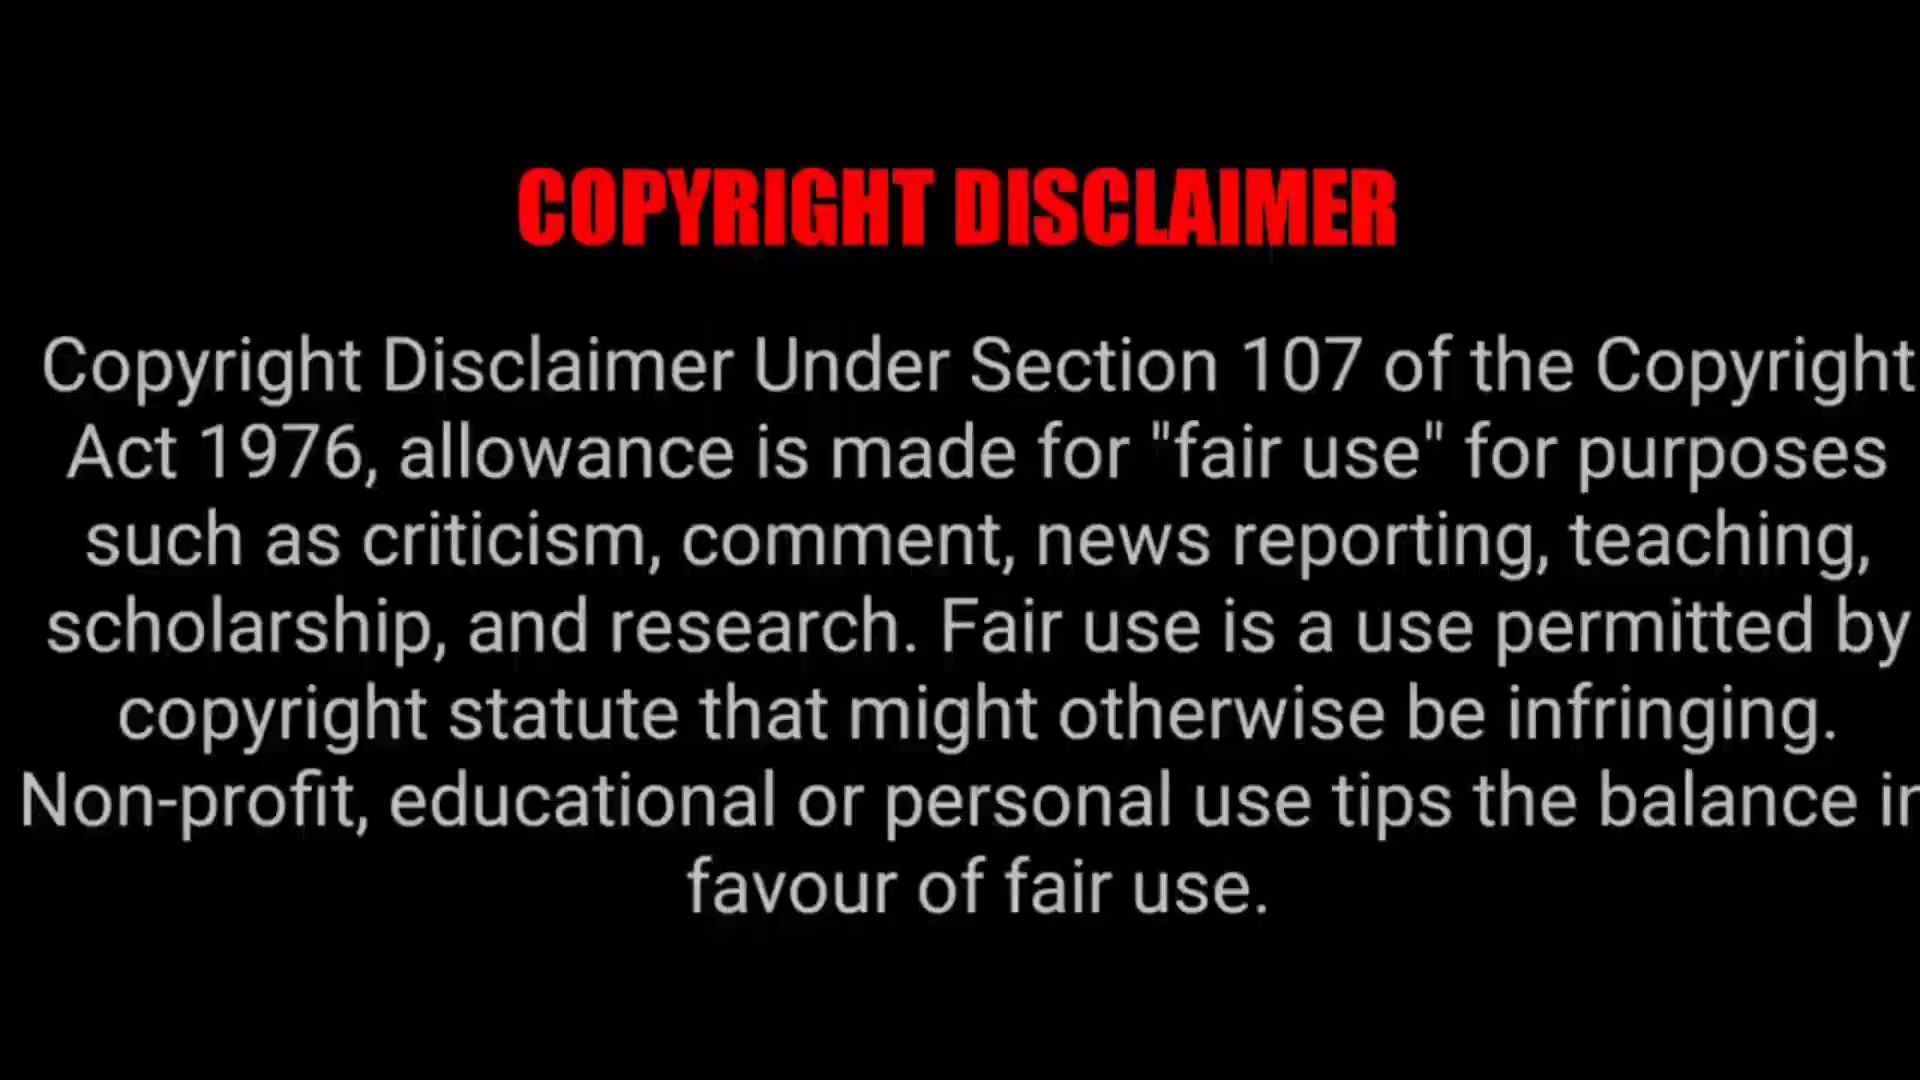 COPYRIGHT DISCLAIMER
Copyright Disclaimer Under Section 107 of the Copyright
Act 1976, allowance is made for "fair use" for purposes
such as criticism, comment, news reporting, teaching,
scholarship, and research. Fair use is a use permitted by
copyright statute that might otherwise be infringing.
Non-profit, educational or personal use tips the balance in
favour of fair use.